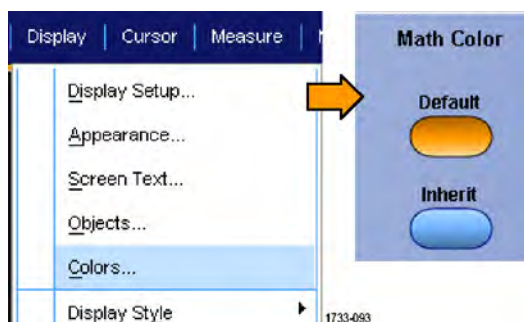 Display Cursor Measure
Display Setup...
Appearance...
Screen Text...
Objects...
Colors...
Display Style
Math Color
Default
Inherit
1733-093